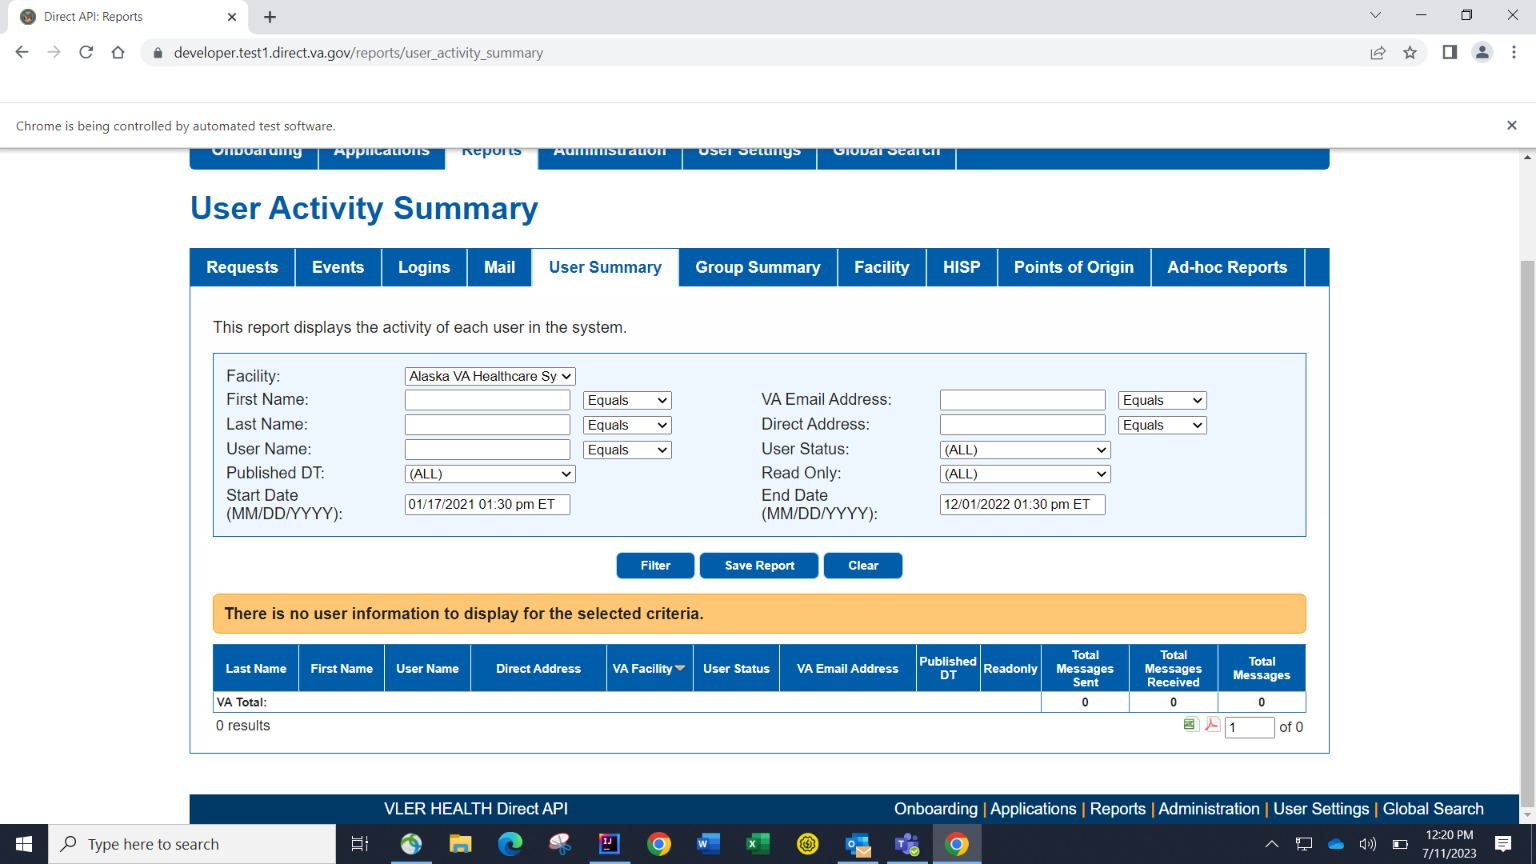 Direct API: Reports
developer.test1.direct.va.gov/reports/user_activity_summary
Chrome is being controlled by automated test software.
Onboarding Applications Reports Administration User Settings Global Search
User Activity Summary
Requests Events Logins Mail User Summary Group Summary Facility HISP Points of Origin Ad-hoc Reports
This report displays the activity of each user in the system.
Facility: Alaska VA Healthcare Sy
First Name: Equals VA Email Address: Equals
Last Name: Equals Direct Address: Equals
User Name: Equals User Status: (ALL)
Published DT: (ALL) Read Only: (ALL)
Start Date (MM/DD/YYYY): 01/17/2021 01:30 pm ET End Date (MM/DD/YYYY): 12/01/2022 01:30 pm ET
Filter Save Report Clear
There is no user information to display for the selected criteria.
Last Name First Name User Name Direct Address VA Facility User Status VA Email Address Published DT Readonly Total Messages Sent Total Messages Received Total Messages
VA Total: 0 0 0
0 results 1 of 0
VLER HEALTH Direct API Onboarding | Applications | Reports | Administration | User Settings | Global Search
Type here to search
12:20 PM
7/11/2023